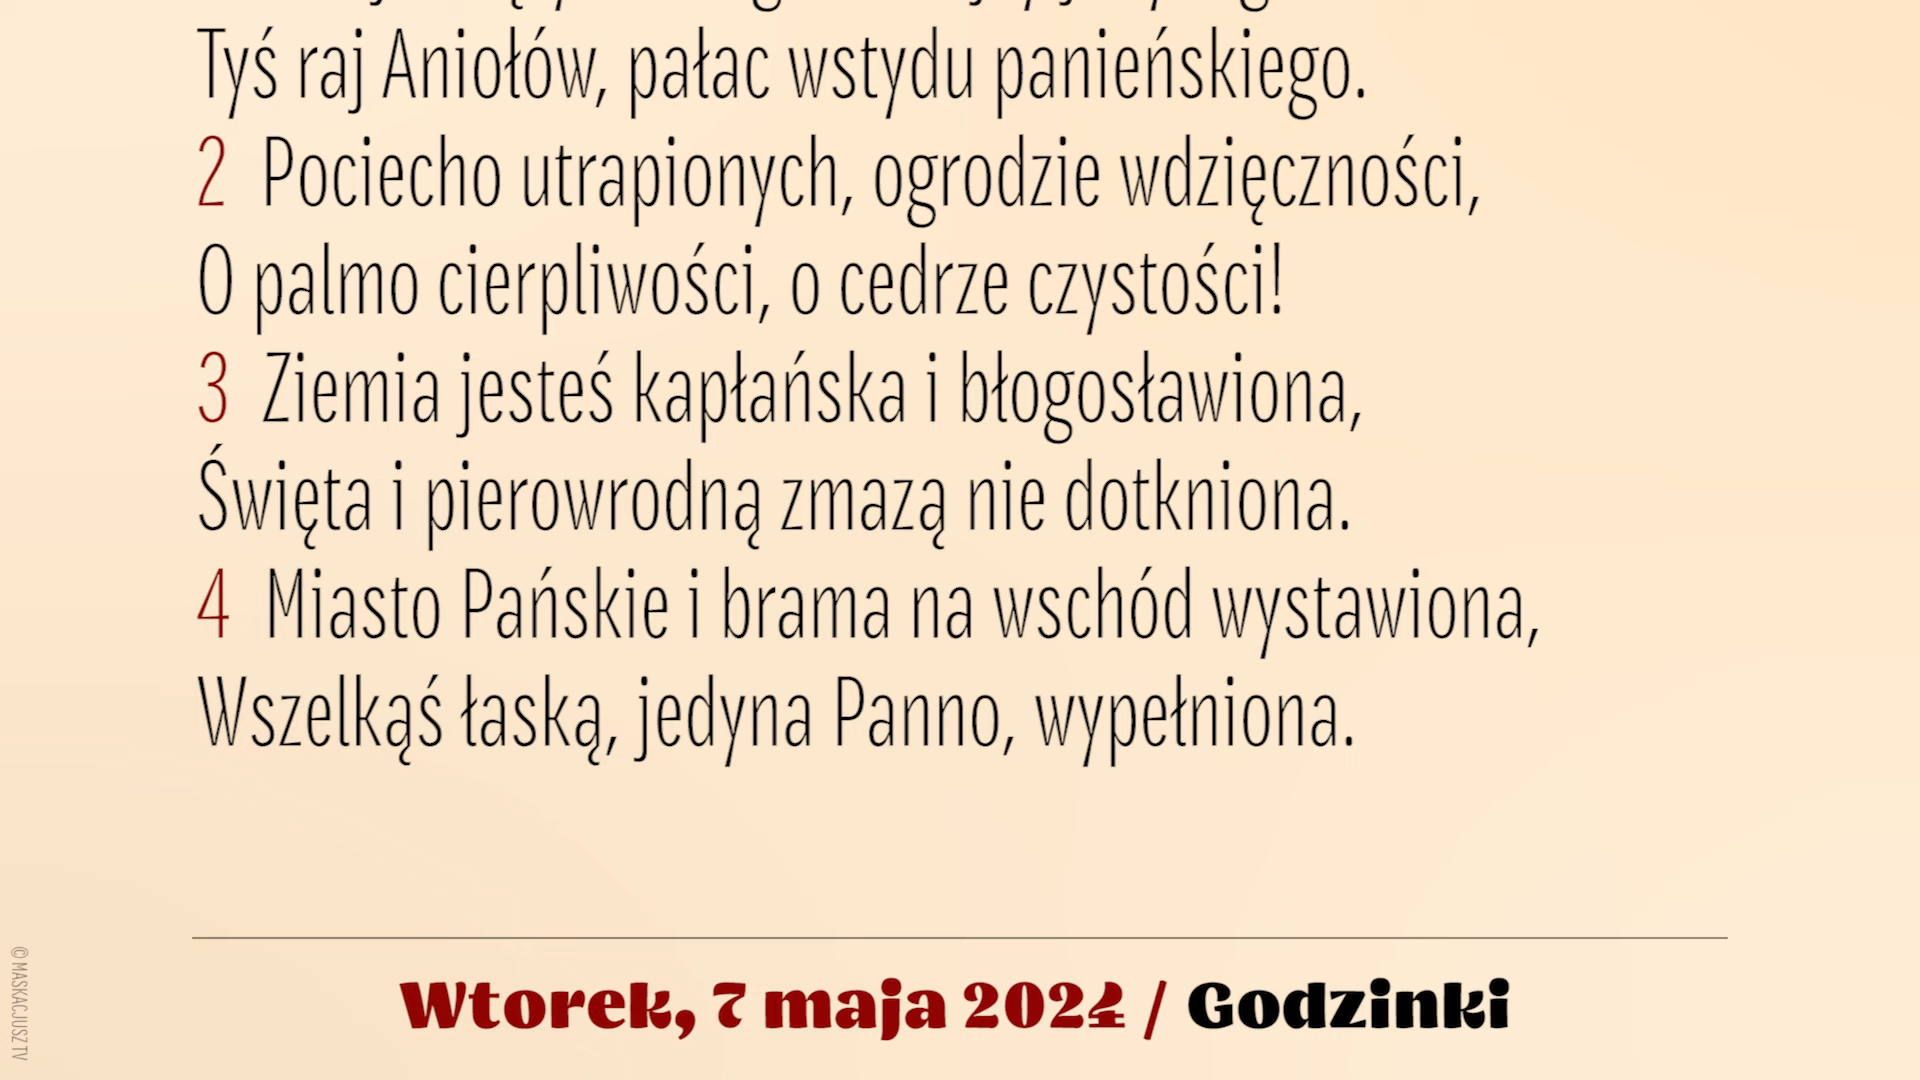 Tyś raj Aniołów, pałac wstydu panieńskiego.
2 Pociecho utrapionych, ogrodzie wdzięczności,
O palmo cierpliwości, o cedrze czystości!
3 Ziemia jesteś kapłańska i błogosławiona,
Święta i pierowrodną zmazą nie dotkniona.
4 Miasto Pańskie i brama na wschód wystawiona,
Wszelkąś łaską, jedyna Panno, wypełniona.
Wtorek, 7 maja 2024 / Godzinki
© MASKACJUSZ TV